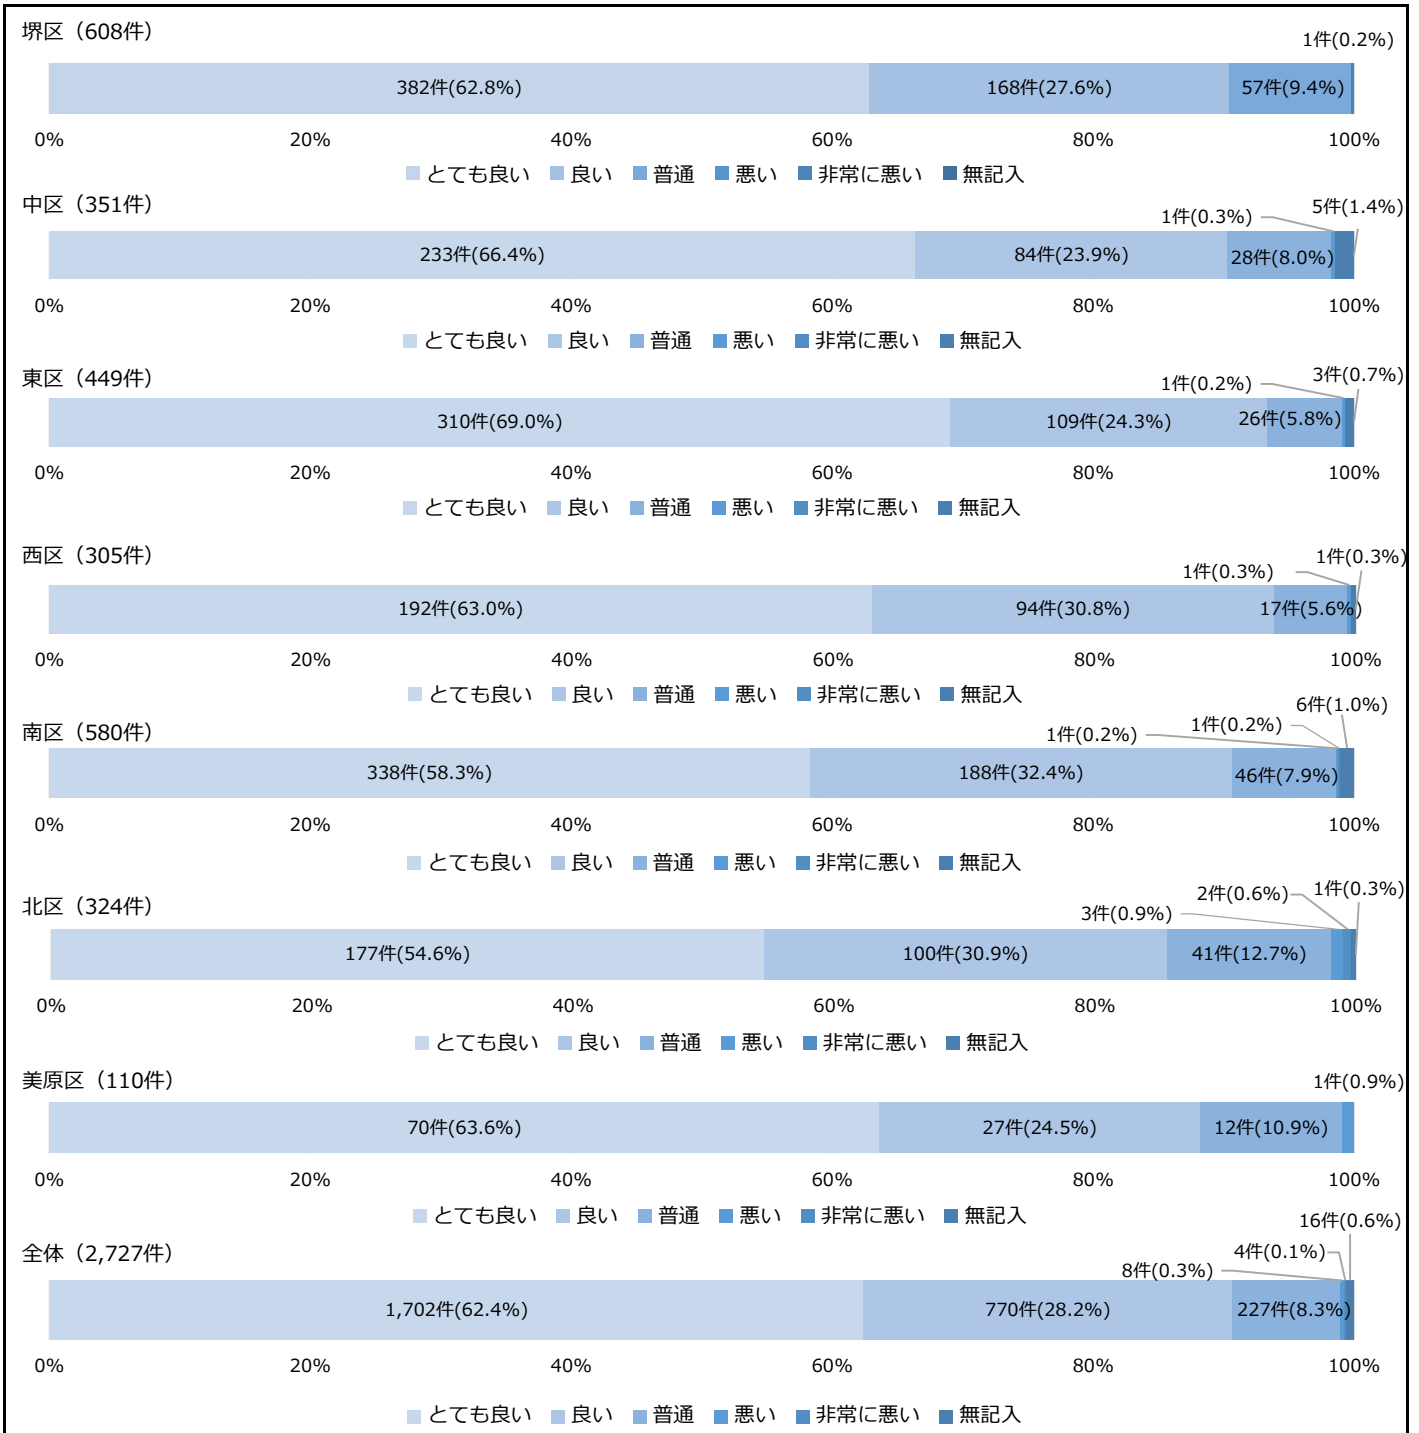 堺区（608件）
1件(0.2%)
382件(62.8%) 168件(27.6%) 57件(9.4%)
0% 20% 40% 60% 80% 100%
とても良い 良い 普通 悪い 非常に悪い 無記入
中区（351件）
1件(0.3%) 5件(1.4%)
233件(66.4%) 84件(23.9%) 28件(8.0%)
0% 20% 40% 60% 80% 100%
とても良い 良い 普通 悪い 非常に悪い 無記入
東区（449件）
1件(0.2%) 3件(0.7%)
310件(69.0%) 109件(24.3%) 26件(5.8%)
0% 20% 40% 60% 80% 100%
とても良い 良い 普通 悪い 非常に悪い 無記入
西区（305件）
1件(0.3%) 1件(0.3%)
192件(63.0%) 94件(30.8%) 17件(5.6%)
0% 20% 40% 60% 80% 100%
とても良い 良い 普通 悪い 非常に悪い 無記入
南区（580件）
1件(0.2%) 1件(0.2%) 6件(1.0%)
338件(58.3%) 188件(32.4%) 46件(7.9%)
0% 20% 40% 60% 80% 100%
とても良い 良い 普通 悪い 非常に悪い 無記入
北区（324件）
3件(0.9%) 2件(0.6%) 1件(0.3%)
177件(54.6%) 100件(30.9%) 41件(12.7%)
0% 20% 40% 60% 80% 100%
とても良い 良い 普通 悪い 非常に悪い 無記入
美原区（110件）
1件(0.9%)
70件(63.6%) 27件(24.5%) 12件(10.9%)
0% 20% 40% 60% 80% 100%
とても良い 良い 普通 悪い 非常に悪い 無記入
全体（2,727件）
8件(0.3%) 4件(0.1%) 16件(0.6%)
1,702件(62.4%) 770件(28.2%) 227件(8.3%)
0% 20% 40% 60% 80% 100%
とても良い 良い 普通 悪い 非常に悪い 無記入